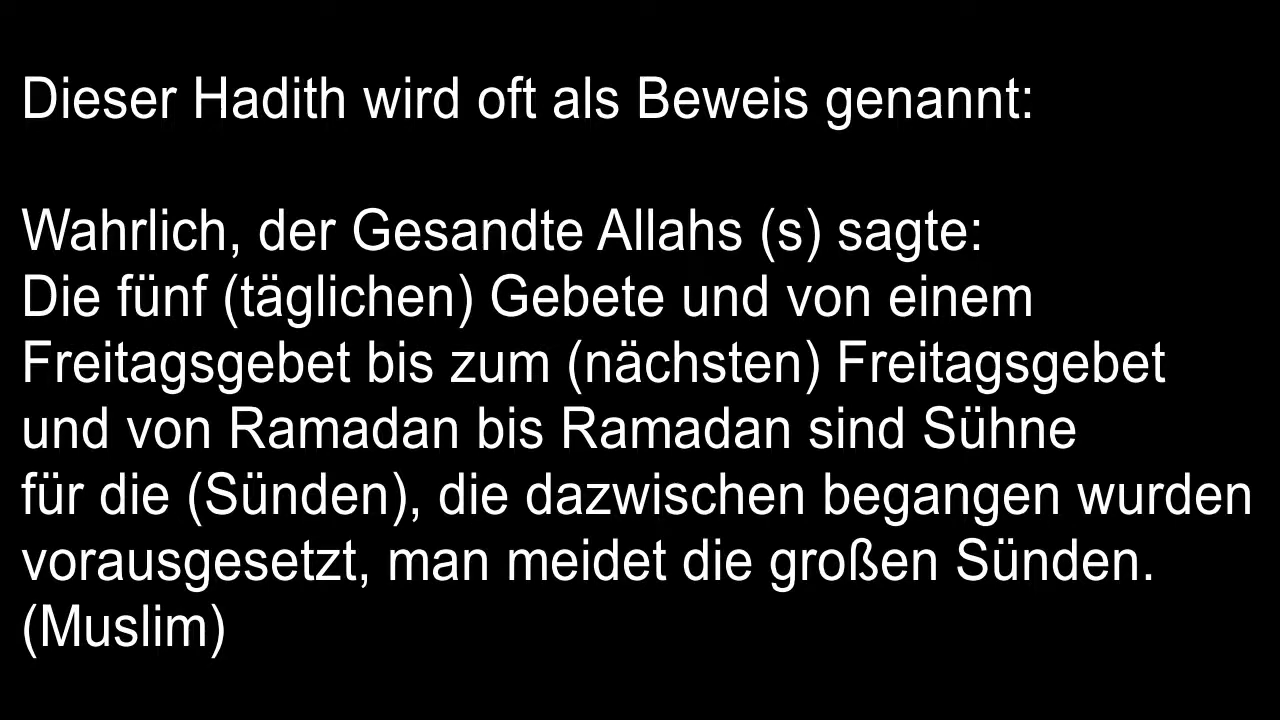 Dieser Hadith wird oft als Beweis genannt:
Wahrlich, der Gesandte Allahs (s) sagte:
Die fünf (täglichen) Gebete und von einem
Freitagsgebet bis zum (nächsten) Freitagsgebet
und von Ramadan bis Ramadan sind Sühne
für die (Sünden), die dazwischen begangen wurden
vorausgesetzt, man meidet die großen Sünden.
(Muslim)